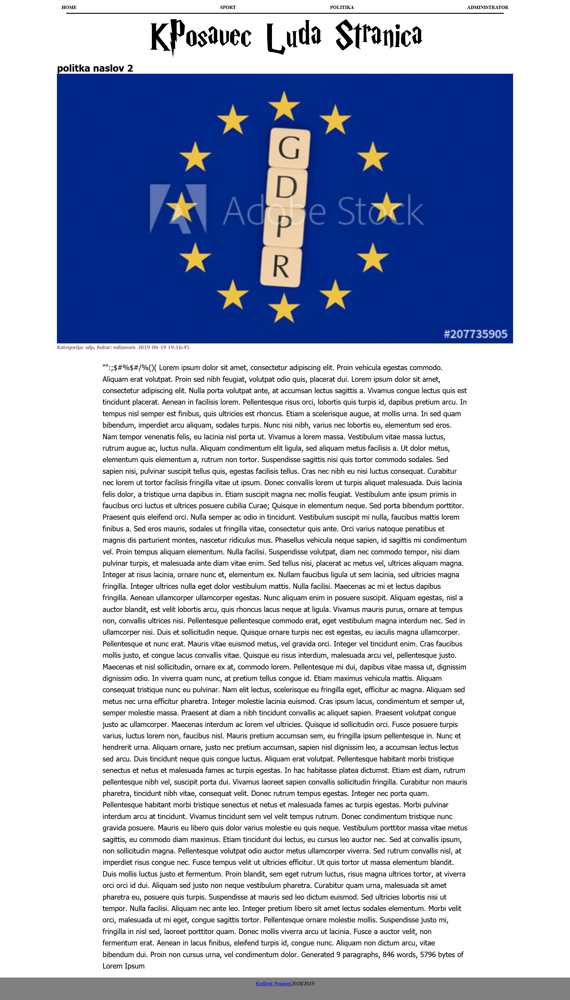 HOME SPORT POLITIKA ADMINISTRATOR
KPosavec Luda Stranica
politka naslov 2
G
D
Adobe Stock
P
R
#207735905
Kategorija: sdp, Autor: milanovic 2019-06-19 19:16:45
"":;$#%$#/%()( Lorem ipsum dolor sit amet, consectetur adipiscing elit. Proin vehicula egestas commodo.
Aliquam erat volutpat. Proin sed nibh feugiat, volutpat odio quis, placerat dui. Lorem ipsum dolor sit amet,
consectetur adipiscing elit. Nulla porta volutpat ante, at accumsan lectus sagittis a. Vivamus congue lectus quis est
tincidunt placerat. Aenean in facilisis lorem. Pellentesque risus orci, lobortis quis turpis id, dapibus pretium arcu. In
tempus nisl semper est finibus, quis ultricies est rhoncus. Etiam a scelerisque augue, at mollis urna. In sed quam
bibendum, imperdiet arcu aliquam, sodales turpis. Nunc nisi nibh, varius nec lobortis eu, elementum sed eros.
Nam tempor venenatis felis, eu lacinia nisl porta ut. Vivamus a lorem massa. Vestibulum vitae massa luctus,
rutrum augue ac, luctus nulla. Aliquam condimentum elit ligula, sed aliquam metus facilisis a. Ut dolor metus,
elementum quis elementum a, rutrum non tortor. Suspendisse sagittis nisi quis tortor commodo sodales. Sed
sapien nisi, pulvinar suscipit tellus quis, egestas facilisis tellus. Cras nec nibh eu nisi luctus consequat. Curabitur
nec lorem ut tortor facilisis fringilla vitae ut ipsum. Donec convallis lorem ut turpis aliquet malesuada. Duis lacinia
felis dolor, a tristique urna dapibus in. Etiam suscipit magna nec mollis feugiat. Vestibulum ante ipsum primis in
faucibus orci luctus et ultrices posuere cubilia Curae; Quisque in elementum neque. Sed porta bibendum porttitor.
Praesent quis eleifend orci. Nulla semper ac odio in tincidunt. Vestibulum suscipit mi nulla, faucibus mattis lorem
finibus a. Sed eros mauris, sodales ut fringilla vitae, consectetur quis ante. Orci varius natoque penatibus et
magnis dis parturient montes, nascetur ridiculus mus. Phasellus vehicula neque sapien, id sagittis mi condimentum
vel. Proin tempus aliquam elementum. Nulla facilisi. Suspendisse volutpat, diam nec commodo tempor, nisi diam
pulvinar turpis, et malesuada ante diam vitae enim. Sed tellus nisi, placerat ac metus vel, ultrices aliquam magna.
Integer at risus lacinia, ornare nunc et, elementum ex. Nullam faucibus ligula ut sem lacinia, sed ultricies magna
fringilla. Integer ultrices nulla eget dolor vestibulum mattis. Nulla facilisi. Maecenas ac mi et lectus dapibus
fringilla. Aenean ullamcorper ullamcorper egestas. Nunc aliquam enim in posuere suscipit. Aliquam egestas, nisl a
auctor blandit, est velit lobortis arcu, quis rhoncus lacus neque at ligula. Vivamus mauris purus, ornare at tempus
non, convallis ultrices nisi. Pellentesque pellentesque commodo erat, eget vestibulum magna interdum nec. Sed in
ullamcorper nisi. Duis et sollicitudin neque. Quisque ornare turpis nec est egestas, eu iaculis magna ullamcorper.
Pellentesque et nunc erat. Mauris vitae euismod metus, vel gravida orci. Integer vel tincidunt enim. Cras faucibus
mollis justo, et congue lacus convallis vitae. Quisque eu risus interdum, malesuada arcu vel, pellentesque justo.
Maecenas et nisl sollicitudin, ornare ex at, commodo lorem. Pellentesque mi dui, dapibus vitae massa ut, dignissim
dignissim odio. In viverra quam nunc, at pretium tellus congue id. Etiam maximus vehicula mattis. Aliquam
consequat tristique nunc eu pulvinar. Nam elit lectus, scelerisque eu fringilla eget, efficitur ac magna. Aliquam sed
metus nec urna efficitur pharetra. Integer molestie lacinia euismod. Cras ipsum lacus, condimentum et semper ut,
semper molestie massa. Praesent at diam a nibh tincidunt convallis ac aliquet sapien. Praesent volutpat congue
justo ac ullamcorper. Maecenas interdum ac lorem vel ultricies. Quisque id sollicitudin orci. Fusce posuere turpis
varius, luctus lorem non, faucibus nisl. Mauris pretium accumsan sem, eu fringilla ipsum pellentesque in. Nunc et
hendrerit urna. Aliquam ornare, justo nec pretium accumsan, sapien nisl dignissim leo, a accumsan lectus lectus
sed arcu. Duis tincidunt neque quis congue luctus. Aliquam erat volutpat. Pellentesque habitant morbi tristique
senectus et netus et malesuada fames ac turpis egestas. In hac habitasse platea dictumst. Etiam est diam, rutrum
pellentesque nibh vel, suscipit porta dui. Vivamus laoreet sapien convallis sollicitudin fringilla. Curabitur non mauris
pharetra, tincidunt nibh vitae, consequat velit. Donec rutrum tempus egestas. Integer nec porta quam.
Pellentesque habitant morbi tristique senectus et netus et malesuada fames ac turpis egestas. Morbi pulvinar
interdum arcu at tincidunt. Vivamus tincidunt sem vel velit tempus rutrum. Donec condimentum tristique nunc
gravida posuere. Mauris eu libero quis dolor varius molestie eu quis neque. Vestibulum porttitor massa vitae metus
sagittis, eu commodo diam maximus. Etiam tincidunt dui lectus, eu cursus leo auctor nec. Sed at convallis ipsum,
non sollicitudin magna. Pellentesque volutpat odio auctor metus ullamcorper viverra. Sed rutrum convallis nisl, at
imperdiet risus congue nec. Fusce tempus velit ut ultricies efficitur. Ut quis tortor ut massa elementum blandit.
Duis mollis luctus justo et fermentum. Proin blandit, sem eget rutrum luctus, risus magna ultrices tortor, at viverra
orci orci id dui. Aliquam sed justo non neque vestibulum pharetra. Curabitur quam urna, malesuada sit amet
pharetra eu, posuere quis turpis. Suspendisse at mauris sed leo dictum euismod. Sed ultricies lobortis nisi ut
tempor. Nulla facilisi. Aliquam nec ante leo. Integer pretium libero sit amet lectus sodales elementum. Morbi velit
orci, malesuada ut mi eget, congue sagittis tortor. Pellentesque ornare molestie mollis. Suspendisse justo mi,
fringilla in nisl sed, laoreet porttitor quam. Donec mollis viverra arcu ut lacinia. Fusce a auctor velit, non
fermentum erat. Aenean in lacus finibus, eleifend turpis id, congue nunc. Aliquam non dictum arcu, vitae
bibendum dui. Proin non cursus urna, vel condimentum dolor. Generated 9 paragraphs, 846 words, 5796 bytes of
Lorem Ipsum
Krešimir Posavec2018/2019